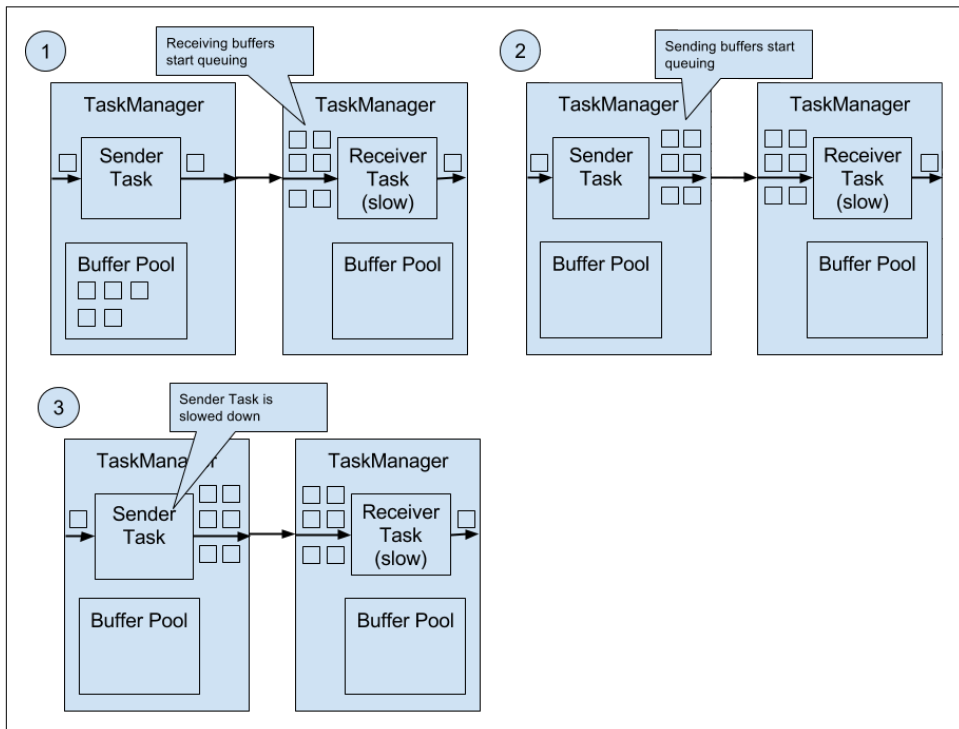 1
Receiving buffers
start queuing
TaskManager
Sender
Task
Buffer Pool
TaskManager
Receiver
Task
(slow)
Buffer Pool
2
Sending buffers start
queuing
TaskManager
Sender
Task
Buffer Pool
TaskManager
Receiver
Task
(slow)
Buffer Pool
3
Sender Task is
slowed down
TaskManager
Sender
Task
Buffer Pool
TaskManager
Receiver
Task
(slow)
Buffer Pool